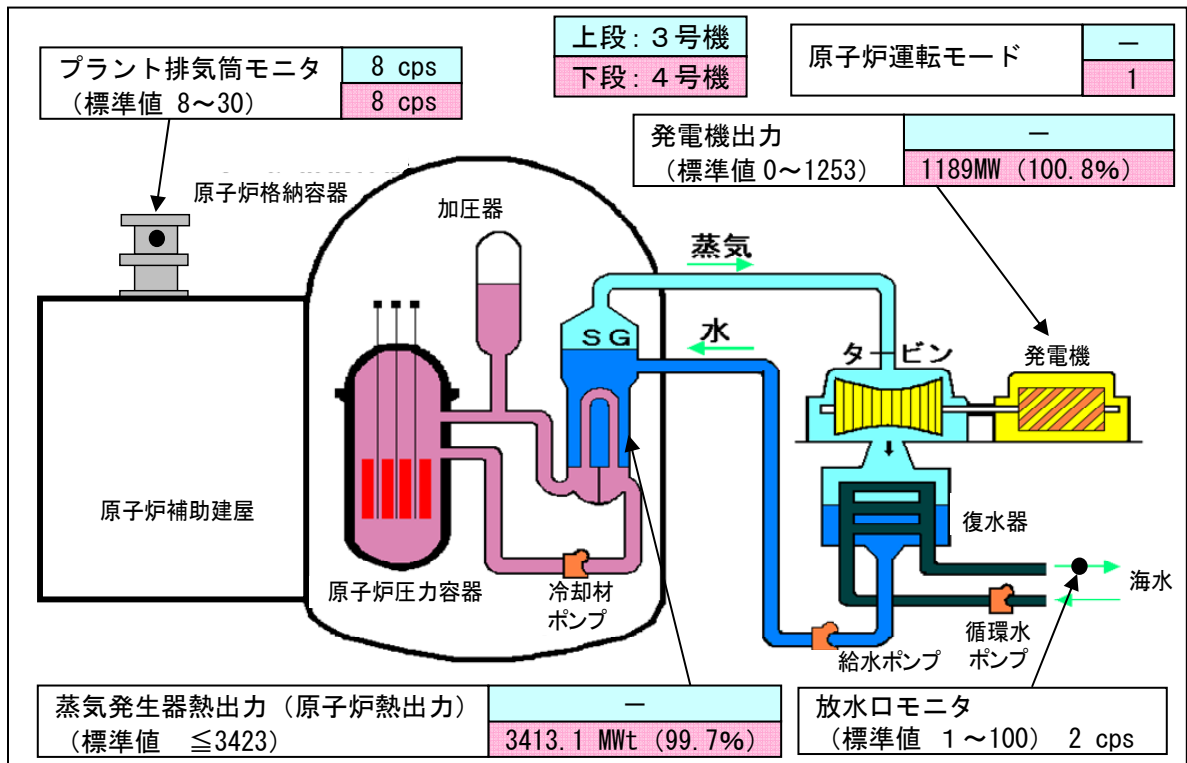 プラント排気筒モニタ 8 cps
(標準値 8～30) 8 cps
上段：３号機
下段：４号機
原子炉運転モード －
1
発電機出力 －
(標準値 0～1253) 1189MW (100.8%)
原子炉格納容器
加圧器
蒸気
ＳＧ
水
タービン
発電機
原子炉補助建屋
復水器
原子炉圧力容器
冷却材
ポンプ
海水
給水ポンプ
循環水
ポンプ
蒸気発生器熱出力（原子炉熱出力） －
(標準値 ≦3423) 3413.1 MWt (99.7%)
放水口モニタ
(標準値 １～100) 2 cps